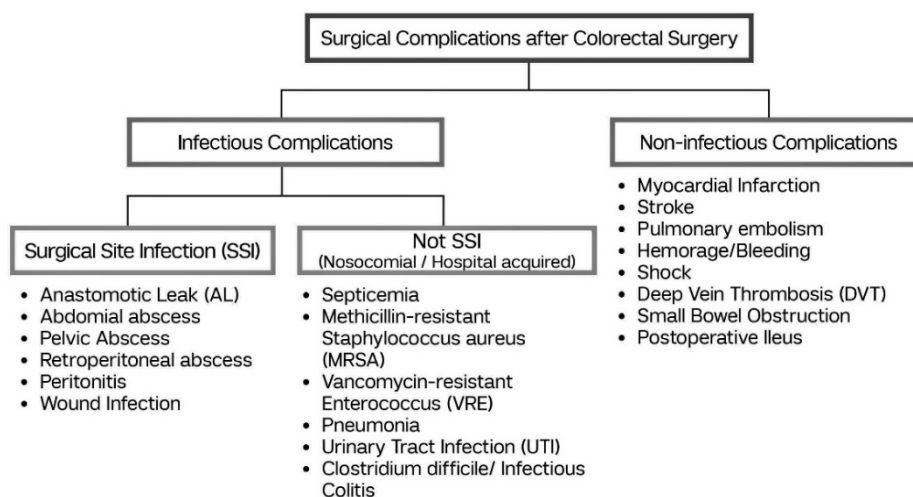 Surgical Complications after Colorectal Surgery
Infectious Complications
Non-infectious Complications
• Myocardial Infarction
• Stroke
• Pulmonary embolism
• Hemorage/Bleeding
• Shock
• Deep Vein Thrombosis (DVT)
• Small Bowel Obstruction
• Postoperative Ileus
Surgical Site Infection (SSI)
• Anastomotic Leak (AL)
• Abdomial abscess
• Pelvic Abscess
• Retroperitoneal abscess
• Peritonitis
• Wound Infection
Not SSI
(Nosocomial / Hospital acquired)
• Septicemia
• Methicillin-resistant
Staphylococcus aureus
(MRSA)
• Vancomycin-resistant
Enterococcus (VRE)
• Pneumonia
• Urinary Tract Infection (UTI)
• Clostridium difficile/ Infectious
Colitis